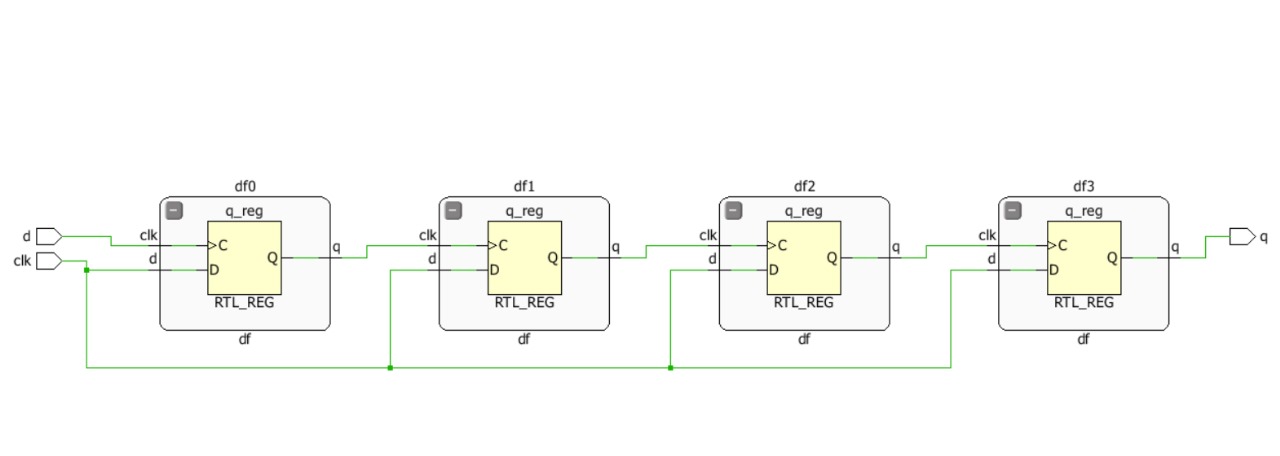 df0 df1 df2 df3
q_reg q_reg q_reg q_reg
d clk C q clk C q clk C q clk C q q
clk d D Q d D Q d D Q d D Q
RTL_REG RTL_REG RTL_REG RTL_REG
df df df df